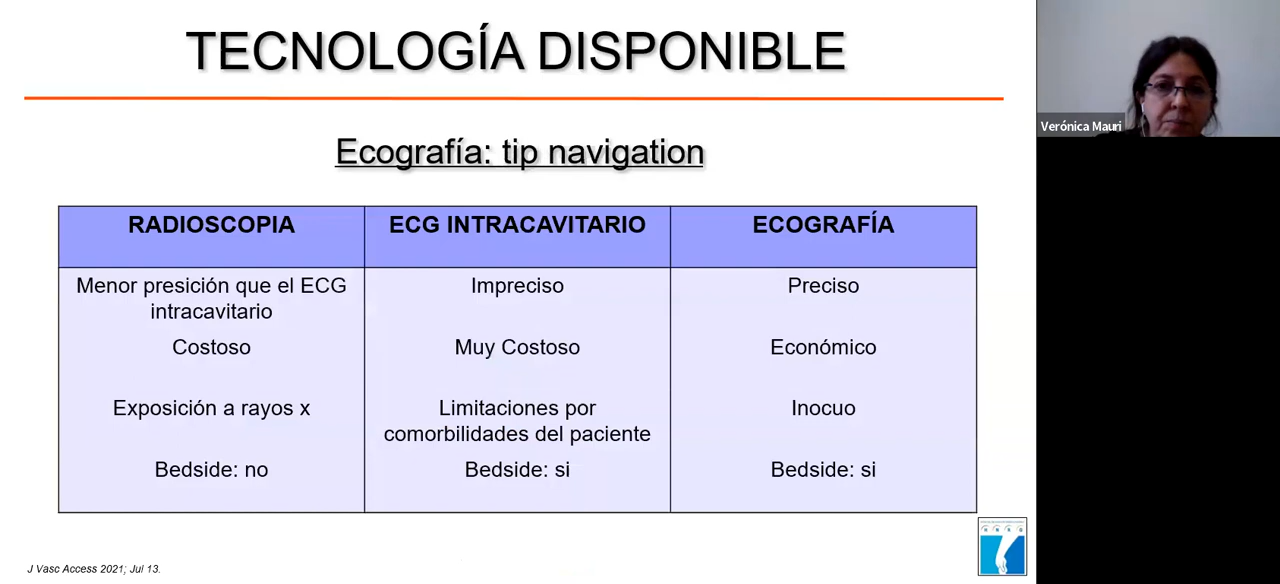 TECNOLOGÍA DISPONIBLE
Ecografía: tip navigation
RADIOSCOPIA
ECG INTRACAVITARIO
ECOGRAFÍA
Menor presición que el ECG
intracavitario
Impreciso
Preciso
Costoso
Muy Costoso
Económico
Exposición a rayos x
Limitaciones por
comorbilidades del paciente
Inocuo
Bedside: no
Bedside: si
Bedside: si
J Vasc Access 2021; Jul 13.
Verónica Mauri